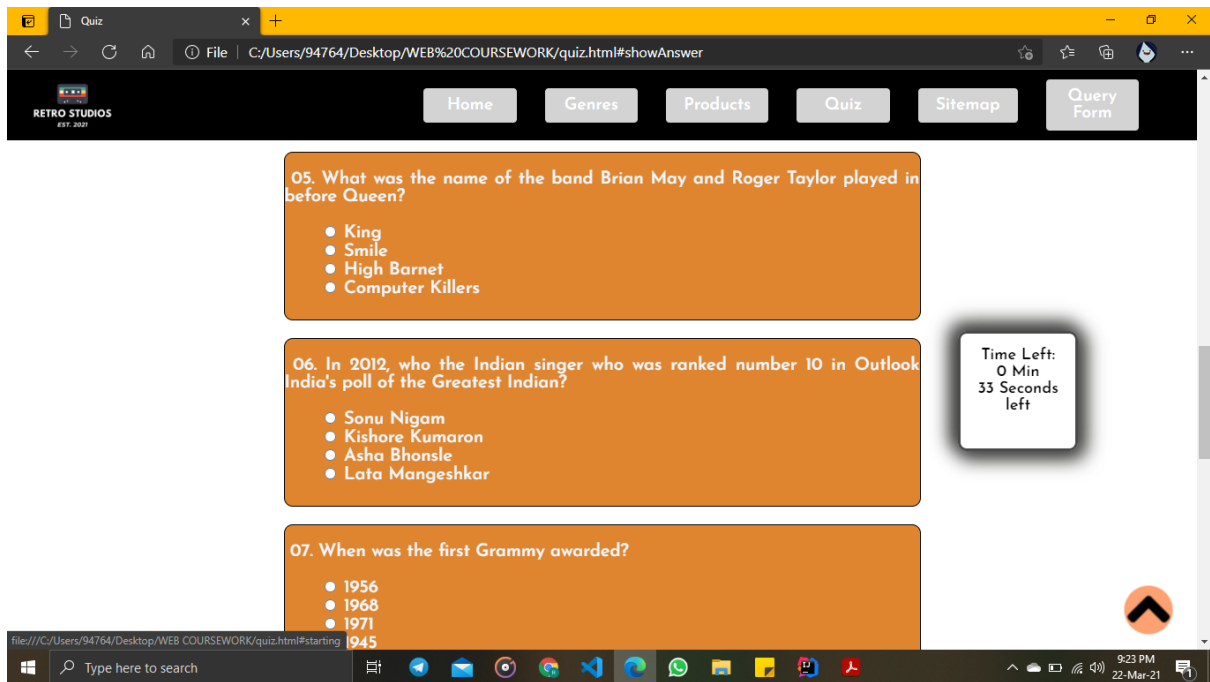 Quiz
File
C:/Users/94764/Desktop/WEB%20COURSEWORK/quiz.html#showAnswer
RETRO STUDIOS
EST. 2021
Home
Genres
Products
Quiz
Sitemap
Query
Form
05. What was the name of the band Brian May and Roger Taylor played in
before Queen?
King
Smile
High Barnet
Computer Killers
06. In 2012, who the Indian singer who was ranked number 10 in Outlook
India's poll of the Greatest Indian?
Sonu Nigam
Kishore Kumaron
Asha Bhonsle
Lata Mangeshkar
Time Left:
0 Min
33 Seconds
left
07. When was the first Grammy awarded?
1956
1968
1971
1945
file:///C:/Users/94764/Desktop/WEB COURSEWORK/quiz.html#starting
Type here to search
9:23 PM
22-Mar-21
1